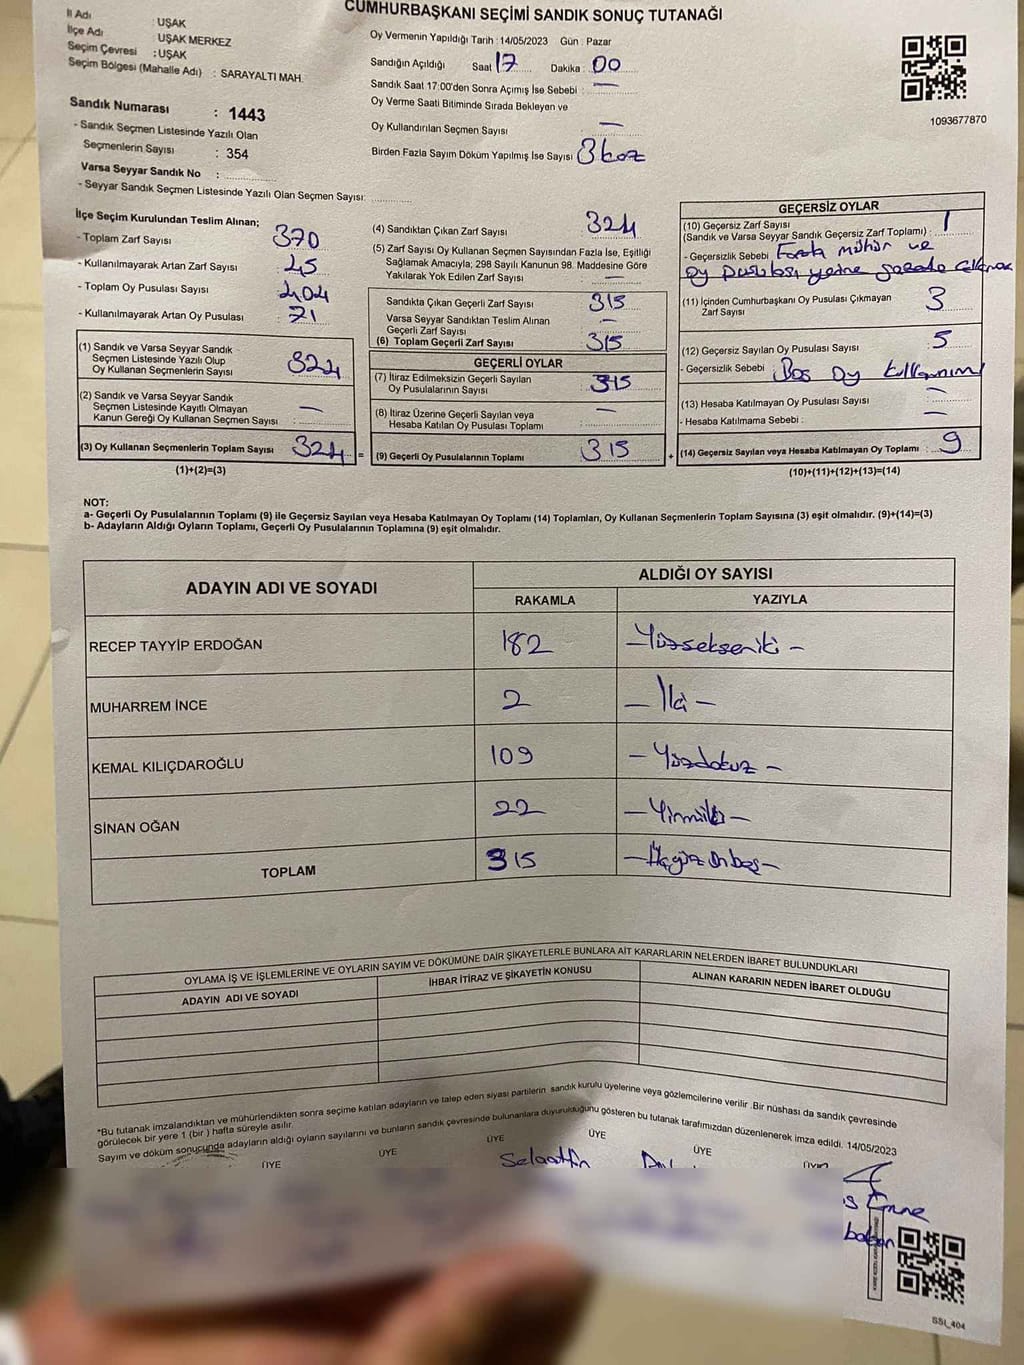 CUMHURBAŞKANI SEÇİMİ SANDIK SONUÇ TUTANAĞI
İl Adı : UŞAK
İlçe Adı : UŞAK MERKEZ
Seçim Çevresi : UŞAK
Seçim Bölgesi (Mahalle Adı) : SARAYALTI MAH.
Sandık Numarası : 1443
- Sandık Seçmen Listesinde Yazılı Olan
Seçmenlerin Sayısı : 354
Varsa Seyyar Sandık No :
- Seyyar Sandık Seçmen Listesinde Yazılı Olan Seçmen Sayısı:
Oy Vermenin Yapıldığı Tarih : 14/05/2023 Gün : Pazar
Sandığın Açıldığı Saat 17 Dakika : 00
Sandık Saat 17:00'den Sonra Açımış İse Sebebi : —
Oy Verme Saati Bitiminde Sırada Bekleyen ve
Oy Kullandırılan Seçmen Sayısı : —
Birden Fazla Sayım Döküm Yapılmış İse Sayısı : 3 kez
1093677870
İlçe Seçim Kurulundan Teslim Alınan;
- Toplam Zarf Sayısı : 370
- Kullanılmayarak Artan Zarf Sayısı : 45
- Toplam Oy Pusulası Sayısı : 404
- Kullanılmayarak Artan Oy Pusulası : 71
(1) Sandık ve Varsa Seyyar Sandık
Seçmen Listesinde Yazılı Olup
Oy Kullanan Seçmenlerin Sayısı : 324
(2) Sandık ve Varsa Seyyar Sandık
Seçmen Listesinde Kayıtlı Olmayan
Kanun Gereği Oy Kullanan Seçmen Sayısı : —
(3) Oy Kullanan Seçmenlerin Toplam Sayısı : 324 =
(1)+(2)=(3)
(4) Sandıktan Çıkan Zarf Sayısı : 324
(5) Zarf Sayısı Oy Kullanan Seçmen Sayısından Fazla İse, Eşitliği
Sağlamak Amacıyla, 298 Sayılı Kanunun 98. Maddesine Göre
Yakılarak Yok Edilen Zarf Sayısı : —
Sandıkta Çıkan Geçerli Zarf Sayısı : 315
Varsa Seyyar Sandıktan Teslim Alınan
Geçerli Zarf Sayısı : —
(6) Toplam Geçerli Zarf Sayısı : 315
GEÇERLİ OYLAR
(7) İtiraz Edilmeksizin Geçerli Sayılan
Oy Pusulalarının Sayısı : 315
(8) İtiraz Üzerine Geçerli Sayılan veya
Hesaba Katılan Oy Pusulası Toplamı : —
(9) Geçerli Oy Pusulalarının Toplamı : 315 +
GEÇERSİZ OYLAR
(10) Geçersiz Zarf Sayısı
(Sandık ve Varsa Seyyar Sandık Geçersiz Zarf Toplamı) : 1
- Geçersizlik Sebebi : Fazla mühür ve
oy pusulası yerine
(11) İçinden Cumhurbaşkanı Oy Pusulası Çıkmayan
Zarf Sayısı : 3
(12) Geçersiz Sayılan Oy Pusulası Sayısı : 5
- Geçersizlik Sebebi : Boş Oy kullanımı
(13) Hesaba Katılmayan Oy Pusulası Sayısı : —
- Hesaba Katılmama Sebebi : —
(14) Geçersiz Sayılan veya Hesaba Katılmayan Oy Toplamı : 9
(10)+(11)+(12)+(13)=(14)
NOT:
a- Geçerli Oy Pusulalarının Toplamı (9) ile Geçersiz Sayılan veya Hesaba Katılmayan Oy Toplamı (14) Toplamları, Oy Kullanan Seçmenlerin Toplam Sayısına (3) eşit olmalıdır. (9)+(14)=(3)
b- Adayların Aldığı Oyların Toplamı, Geçerli Oy Pusulalarının Toplamına (9) eşit olmalıdır.
ADAYIN ADI VE SOYADI ALDIĞI OY SAYISI
RAKAMLA YAZIYLA
RECEP TAYYİP ERDOĞAN 182 — Yüzsekseniki —
MUHARREM İNCE 2 — İki —
KEMAL KILIÇDAROĞLU 109 — Yüzdokuz —
SİNAN OĞAN 22 — Yirmiiki —
TOPLAM 315 — Üçyüz onbeş —
OYLAMA İŞ VE İŞLEMLERİNE VE OYLARIN SAYIM VE DÖKÜMÜNE DAİR ŞİKAYETLERLE BUNLARA AİT KARARLARIN NELERDEN İBARET BULUNDUKLARI
ADAYIN ADI VE SOYADI İHBAR İTİRAZ VE ŞİKAYETİN KONUSU ALINAN KARARIN NEDEN İBARET OLDUĞU
*Bu tutanak imzalandıktan ve mühürlendikten sonra seçime katılan adayların ve talep eden siyasi partilerin sandık kurulu üyelerine veya gözlemcilerine verilir .Bir nüshası da sandık çevresinde
görülecek bir yere 1 (bir ) hafta süreyle asılır.
Sayım ve döküm sonucunda adayların aldığı oyların sayılarını ve bunların sandık çevresinde bulunanlara duyurulduğunu gösteren bu tutanak tarafımızdan düzenlenerek imza edildi. 14/05/2023
ÜYE ÜYE ÜYE ÜYE ÜYE
Selaattin
SSI_404